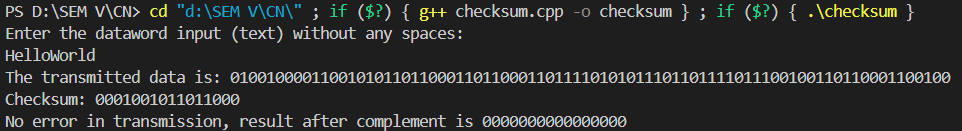 PS D:\SEM V\CN> cd "d:\SEM V\CN\" ; if ($?) { g++ checksum.cpp -o checksum } ; if ($?) { .\checksum }
Enter the dataword input (text) without any spaces:
HelloWorld
The transmitted data is: 01001000011001010110110001101100011011110101011101101111011100100110110001100100
Checksum: 0001001011011000
No error in transmission, result after complement is 0000000000000000